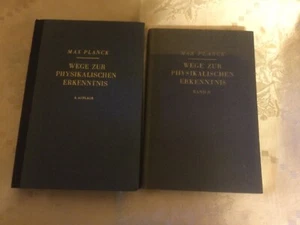 MAX PLANCK
WEGE ZUR
PHYSIKALISCHEN
ERKENNTNIS
MAX PLANCK
WEGE ZUR
PHYSIKALISCHEN
ERKENNTNIS